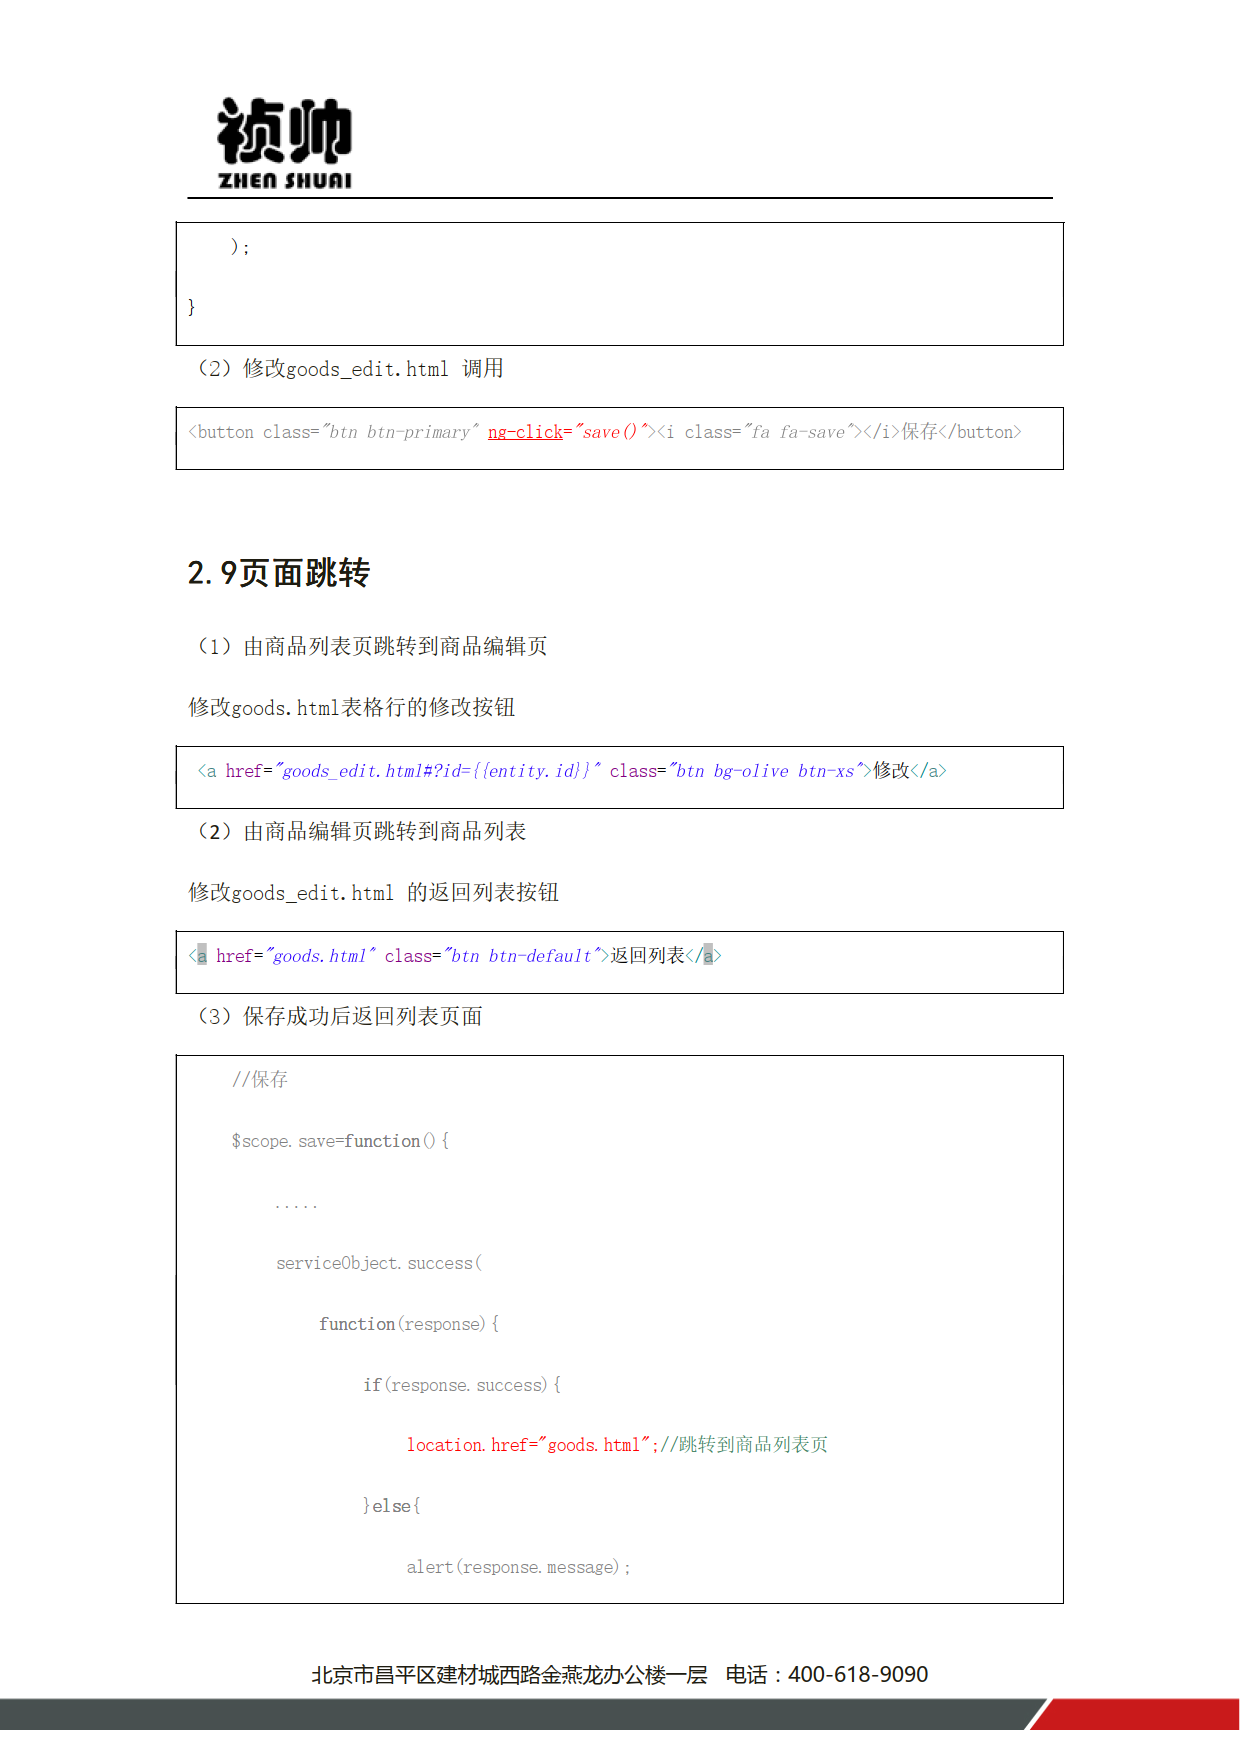 祯帅
ZHEN SHUAI
);
}
（2）修改goods_edit.html 调用
<button class="btn btn-primary" ng-click="save()"><i class="fa fa-save"></i>保存</button>
2.9页面跳转
（1）由商品列表页跳转到商品编辑页
修改goods.html表格行的修改按钮
<a href="goods_edit.html#?id={{entity.id}}" class="btn bg-olive btn-xs">修改</a>
（2）由商品编辑页跳转到商品列表
修改goods_edit.html 的返回列表按钮
<a href="goods.html" class="btn btn-default">返回列表</a>
（3）保存成功后返回列表页面
//保存
$scope.save=function(){
.....
serviceObject.success(
function(response){
if(response.success){
location.href="goods.html";//跳转到商品列表页
}else{
alert(response.message);
北京市昌平区建材城西路金燕龙办公楼一层 电话：400-618-9090